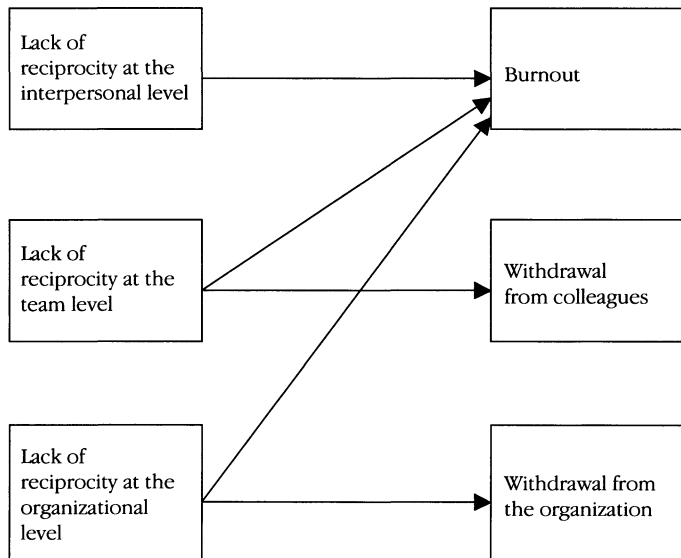 Lack of
reciprocity at the
interpersonal level
Burnout
Lack of
reciprocity at the
team level
Withdrawal
from colleagues
Lack of
reciprocity at the
organizational
level
Withdrawal from
the organization